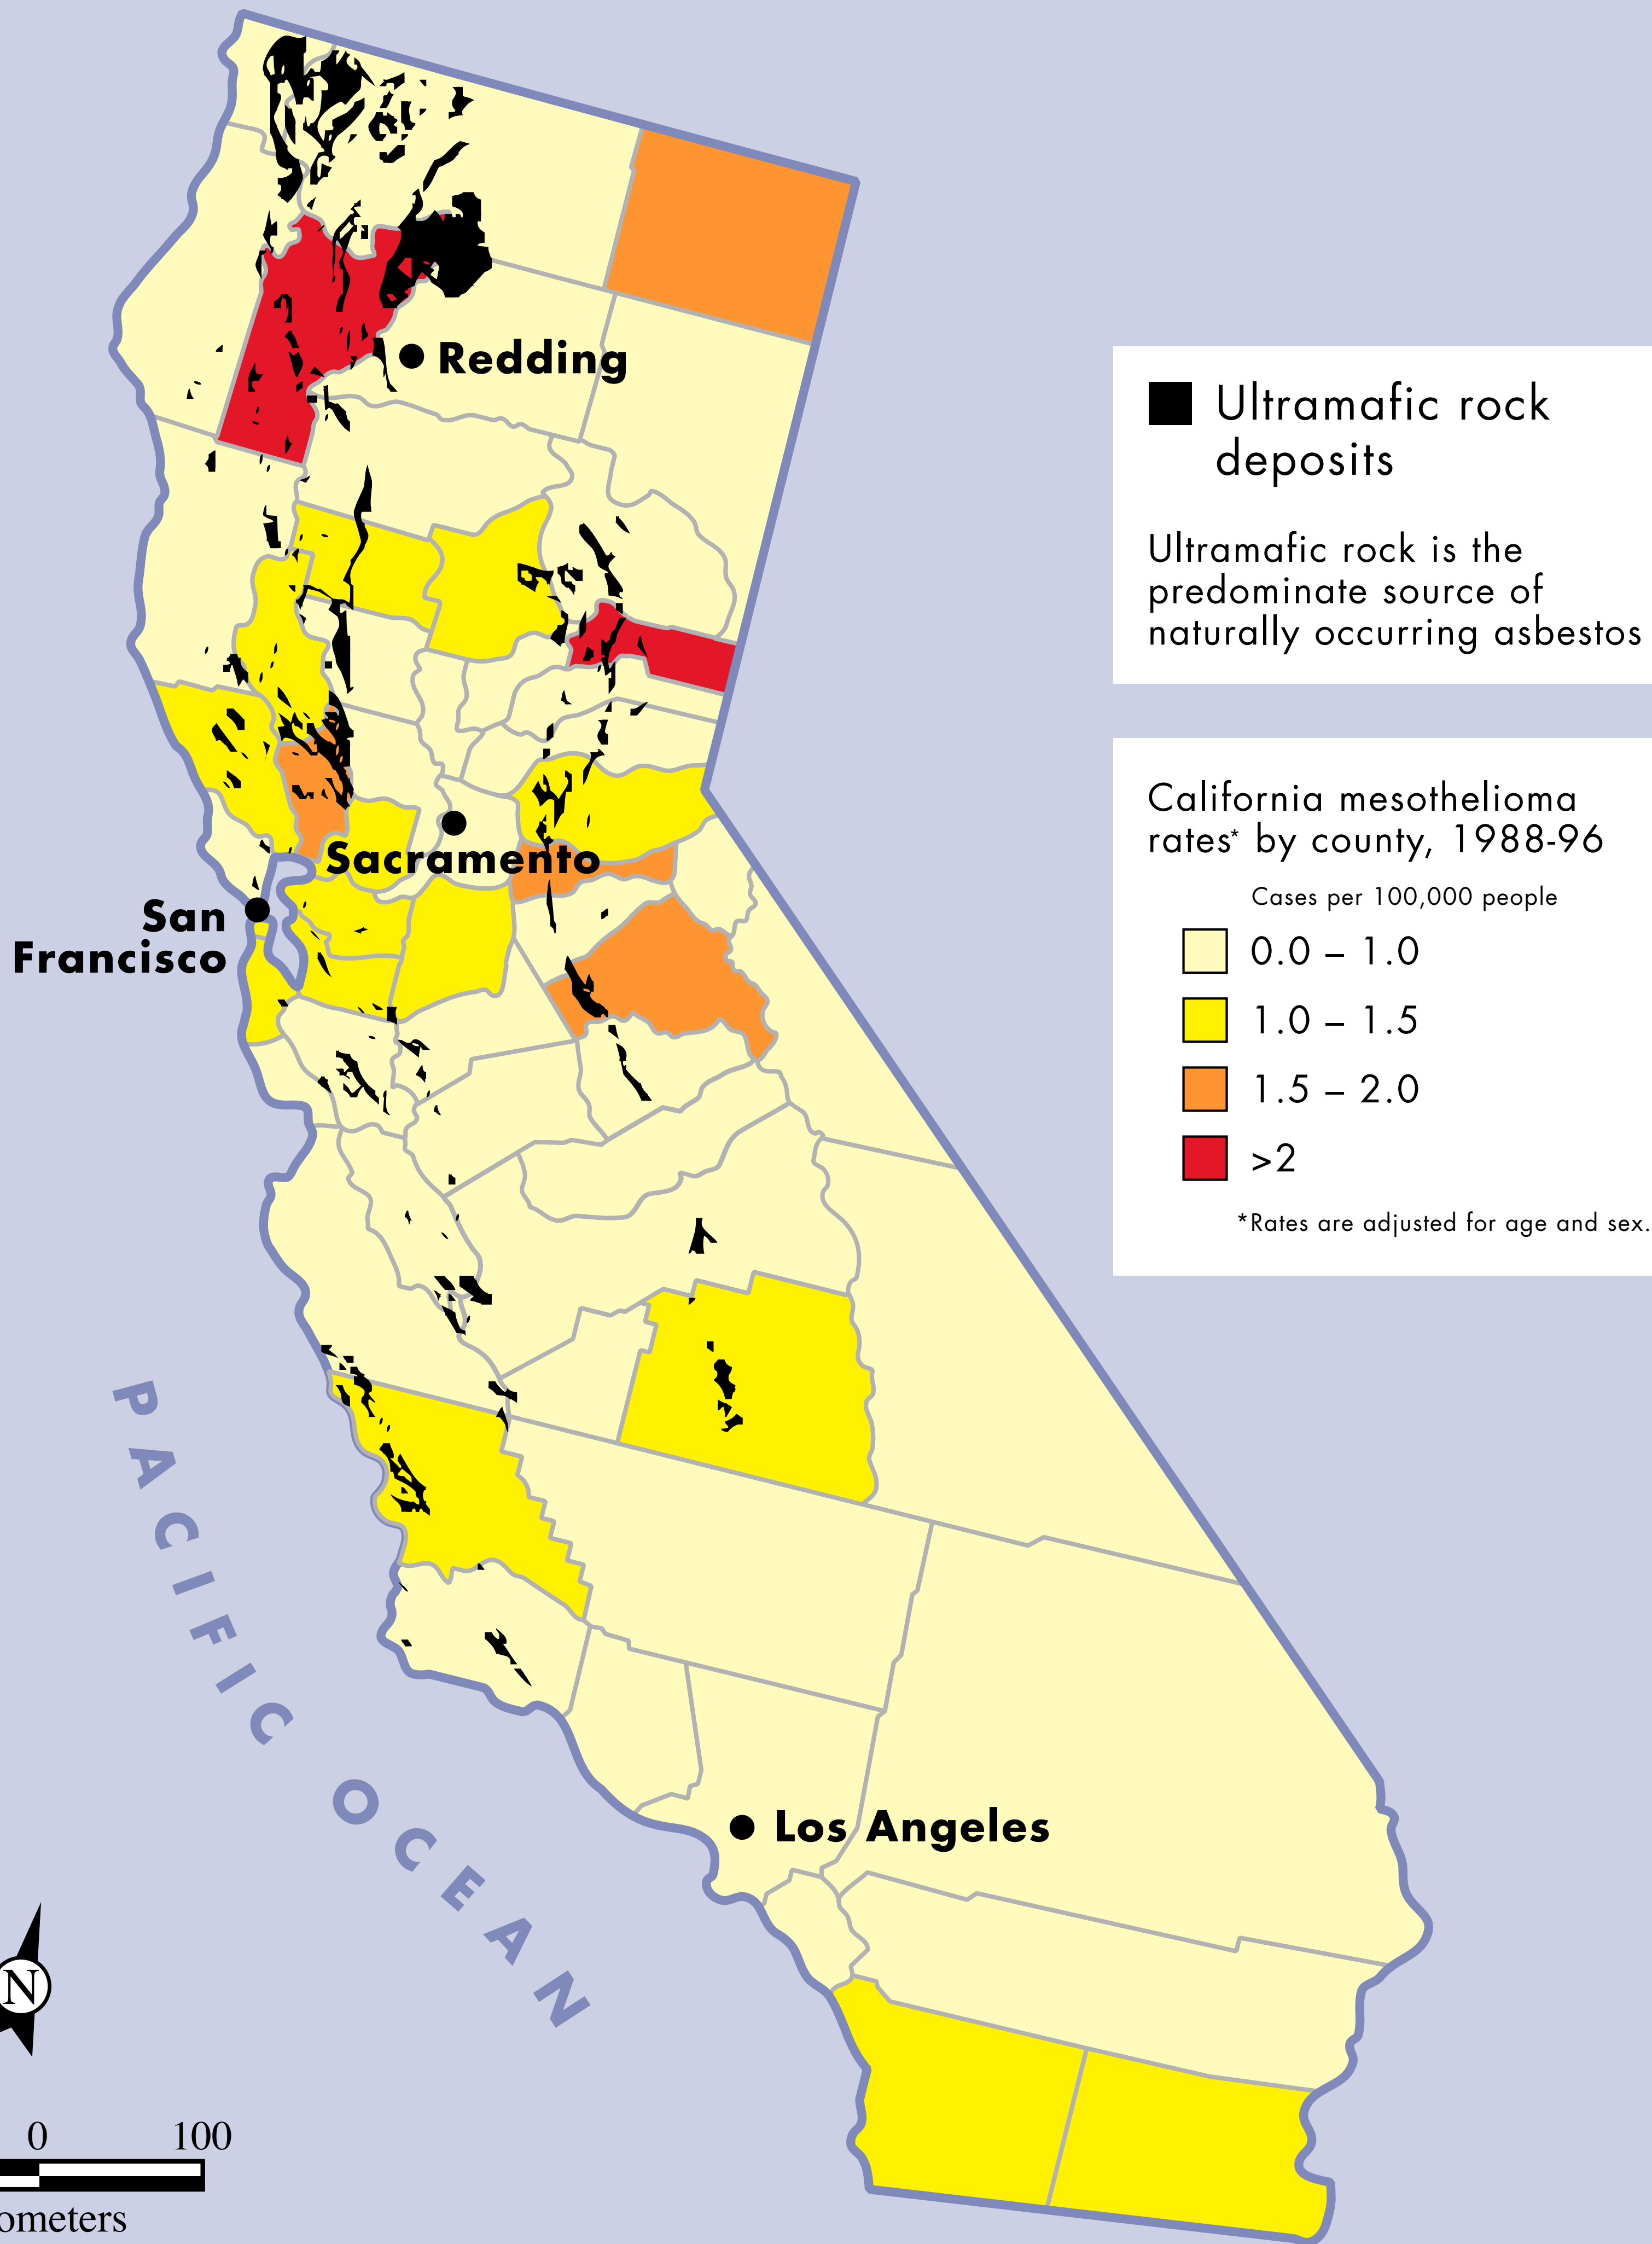 Redding
Sacramento
San
Francisco
Los Angeles
PACIFIC OCEAN
Ultramafic rock
deposits
Ultramafic rock is the
predominate source of
naturally occurring asbestos
California mesothelioma
rates* by county, 1988-96
Cases per 100,000 people
0.0 – 1.0
1.0 – 1.5
1.5 – 2.0
>2
*Rates are adjusted for age and sex.
N
0 100
ometers